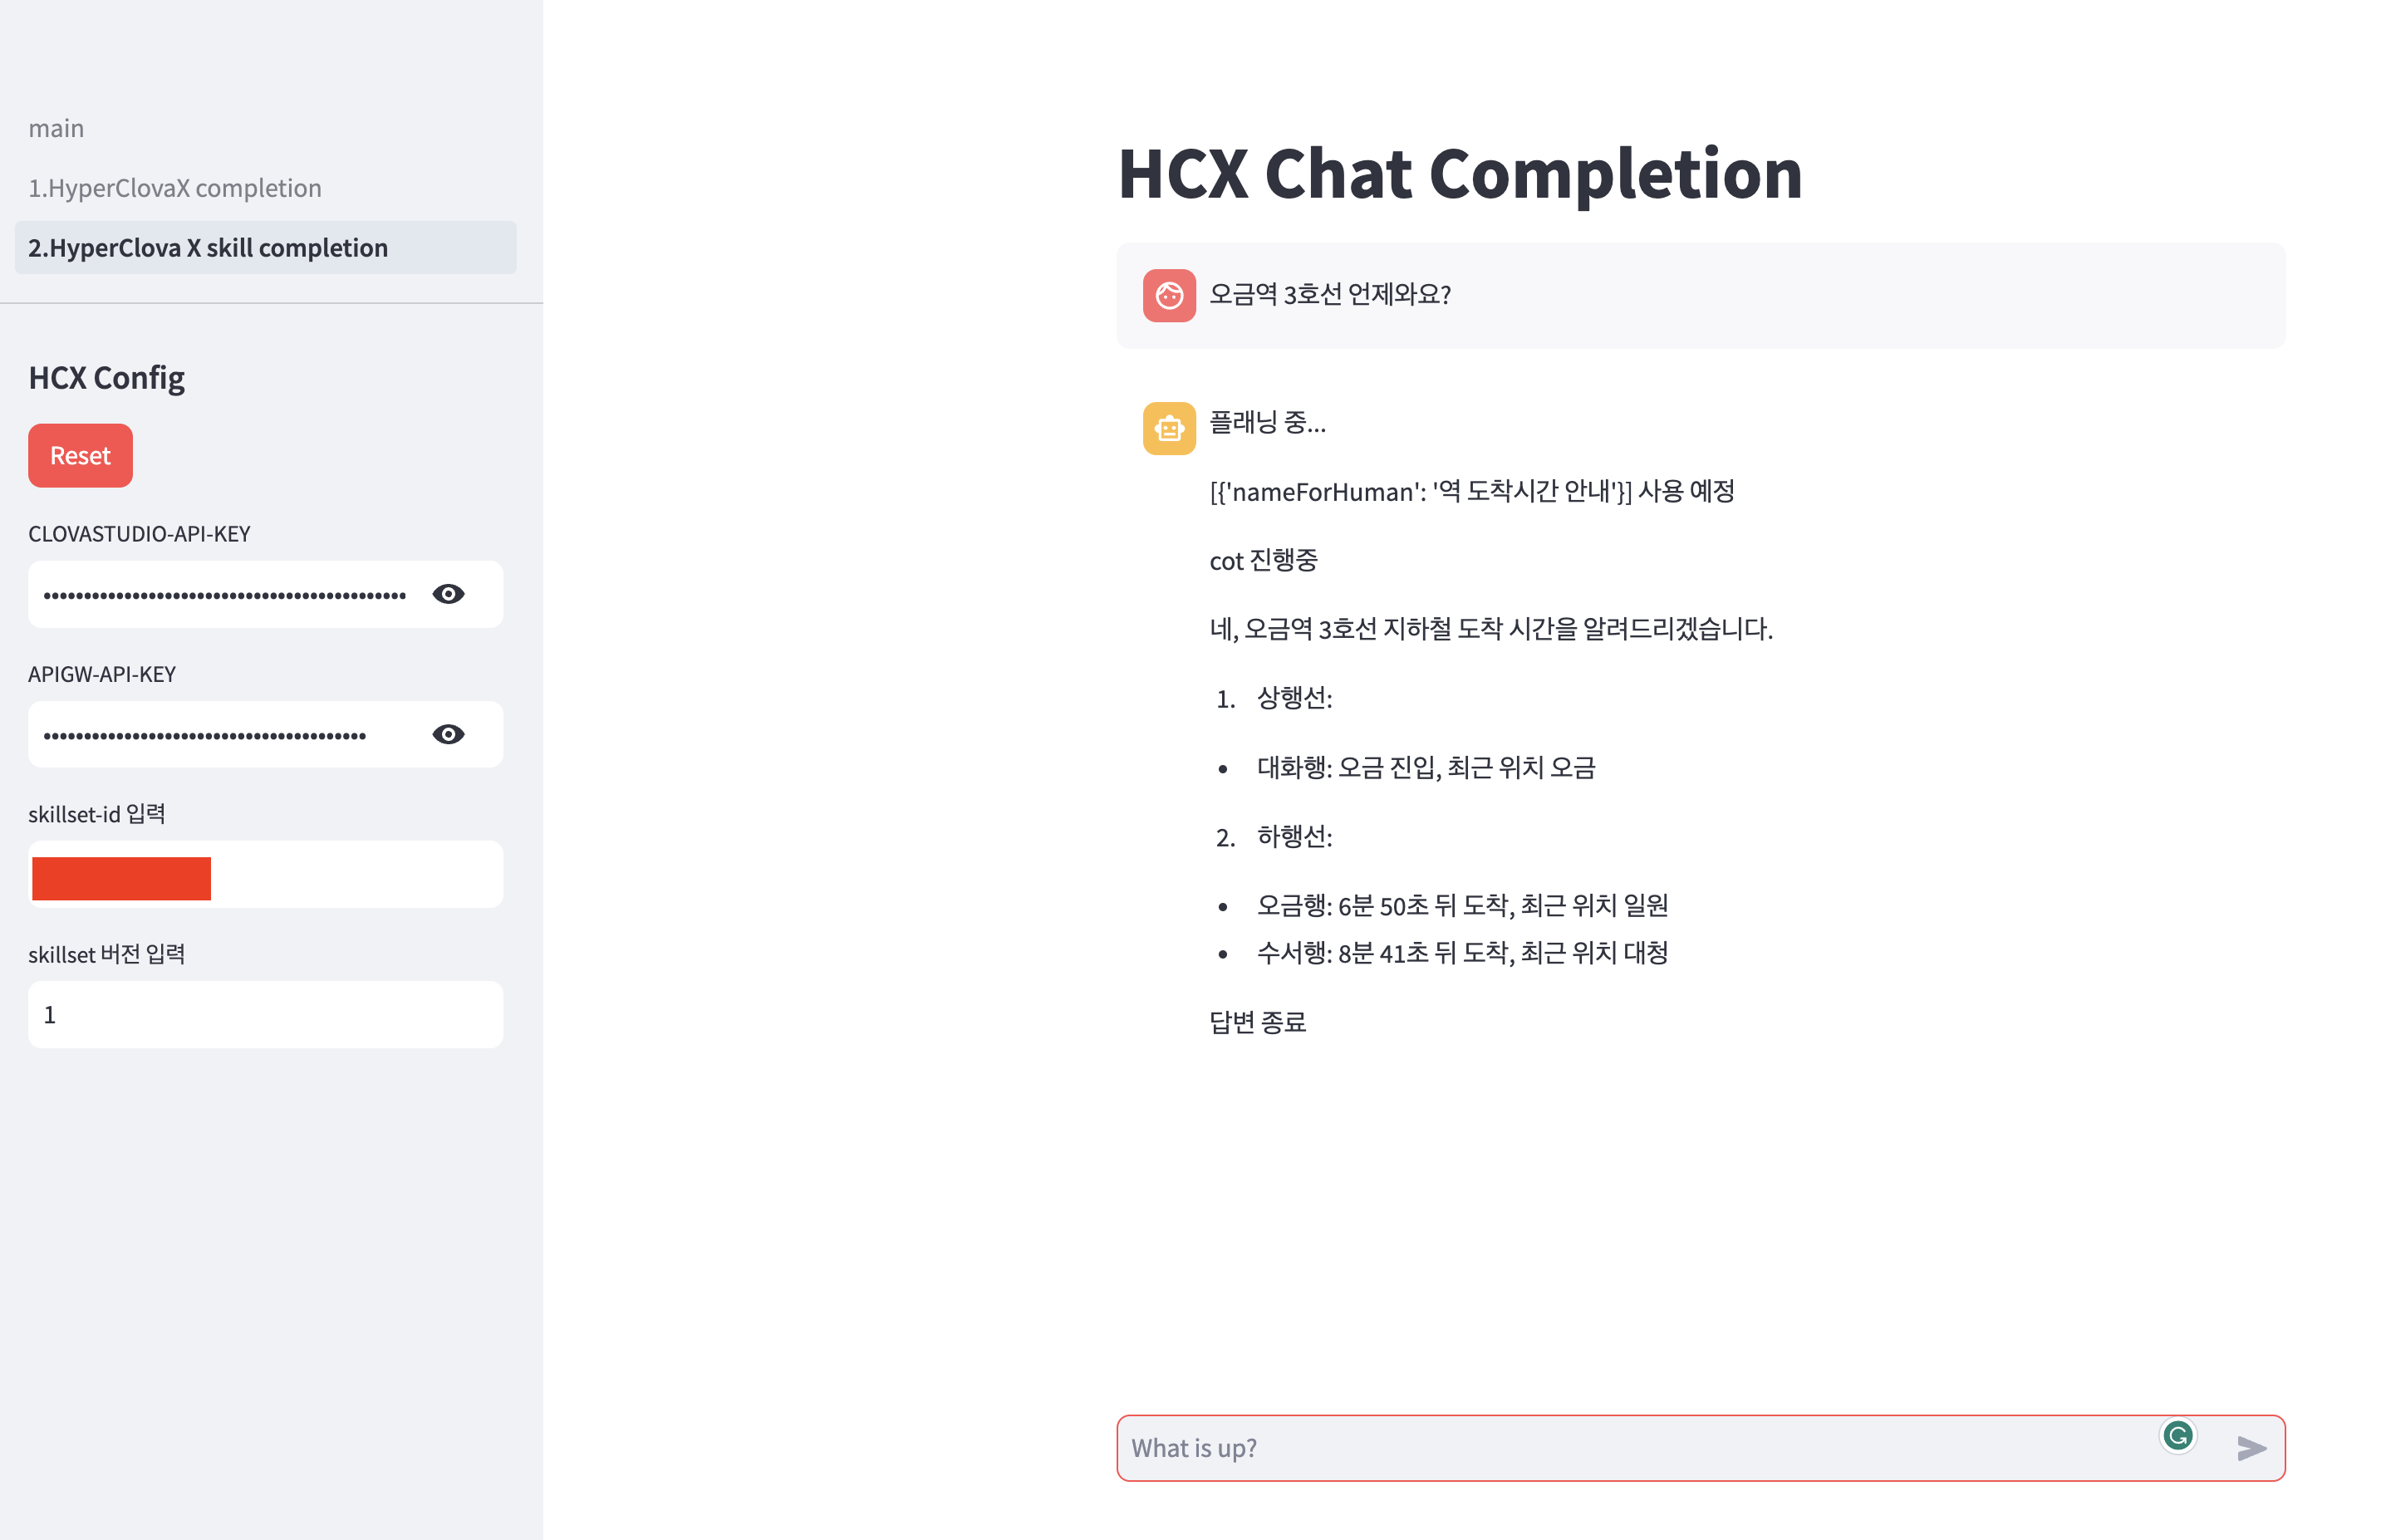 main
1.HyperClovaX completion
2.HyperClova X skill completion
HCX Config
Reset
CLOVASTUDIO-API-KEY
APIGW-API-KEY
skillset-id 입력
skillset 버전 입력
1
HCX Chat Completion
오금역 3호선 언제와요?
플래닝 중...
[{'nameForHuman': '역 도착시간 안내'}] 사용 예정
cot 진행중
네, 오금역 3호선 지하철 도착 시간을 알려드리겠습니다.
1. 상행선:
• 대화행: 오금 진입, 최근 위치 오금
2. 하행선:
• 오금행: 6분 50초 뒤 도착, 최근 위치 일원
• 수서행: 8분 41초 뒤 도착, 최근 위치 대청
답변 종료
What is up?